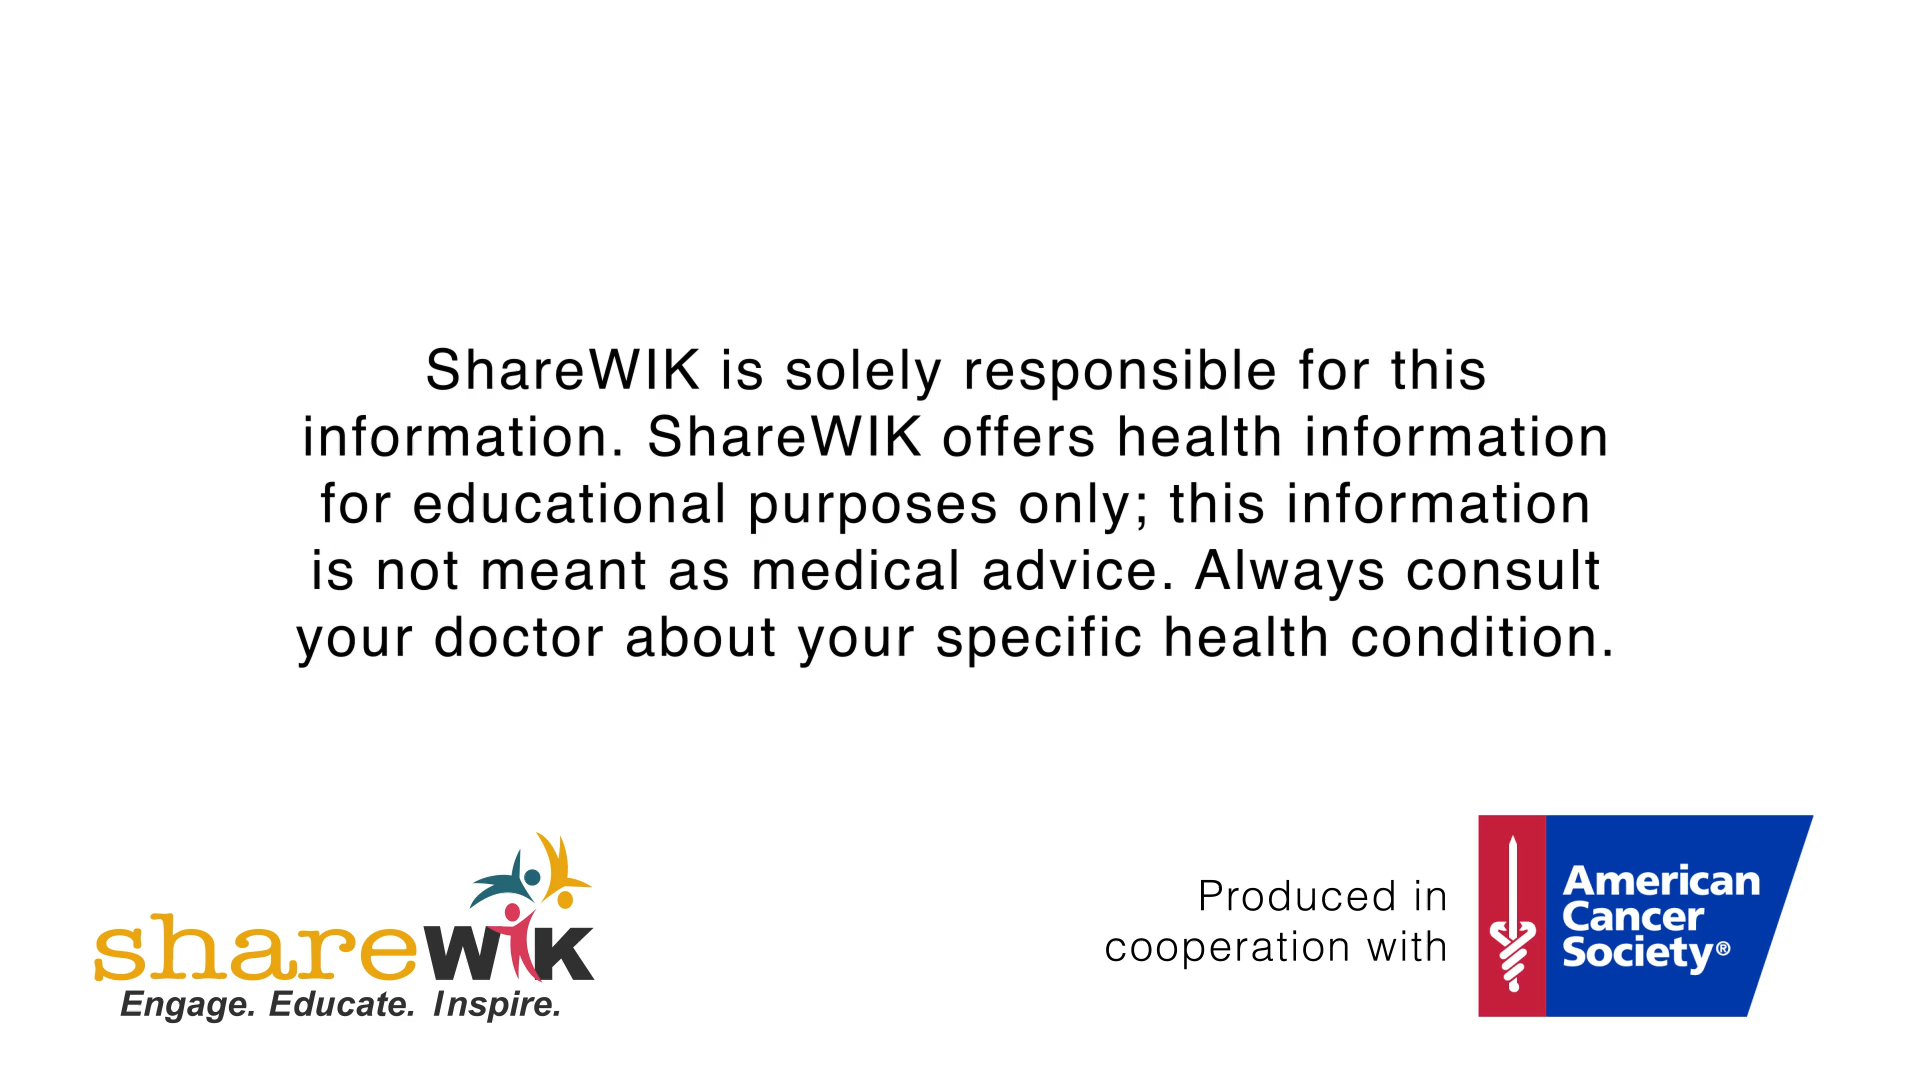 ShareWIK is solely responsible for this
information. ShareWIK offers health information
for educational purposes only; this information
is not meant as medical advice. Always consult
your doctor about your specific health condition.
shareWIK
Engage. Educate. Inspire.
Produced in
cooperation with
American
Cancer
Society®